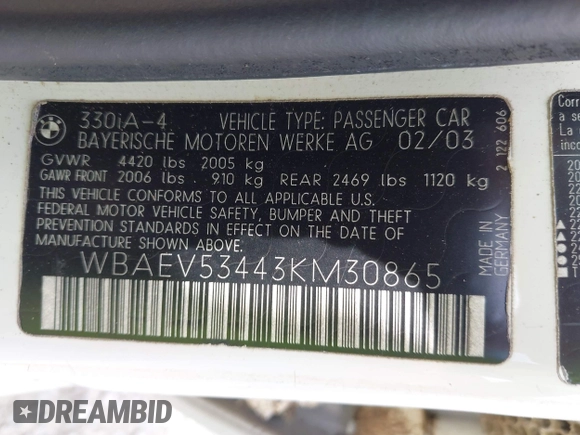 BMW
330iA-4 VEHICLE TYPE: PASSENGER CAR
BAYERISCHE MOTOREN WERKE AG 02/03
GVWR 4420 lbs 2005 kg
GAWR FRONT 2006 lbs 910 kg REAR 2469 lbs 1120 kg
THIS VEHICLE CONFORMS TO ALL APPLICABLE U.S.
FEDERAL MOTOR VEHICLE SAFETY, BUMPER AND THEFT
PREVENTION STANDARDS IN EFFECT ON THE DATE OF
MANUFACTURE SHOWN ABOVE.
WBAEV53443KM30865
2 122 606
MADE IN GERMANY
DREAMBID